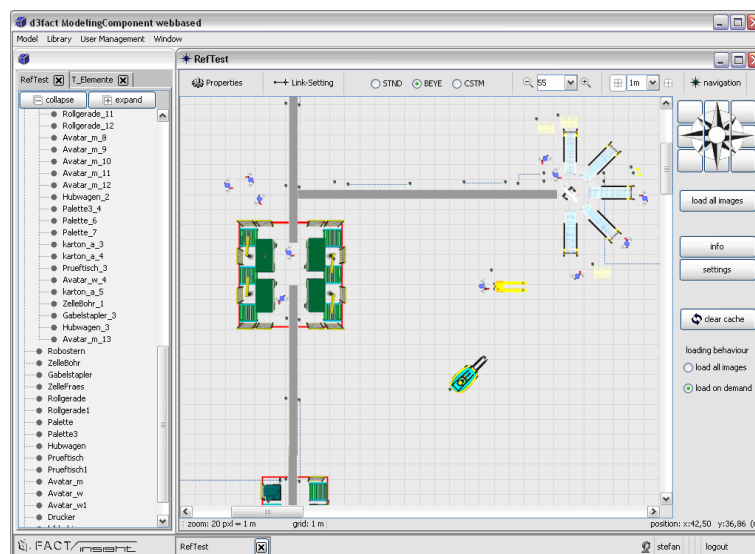 d3fact ModelingComponent webbased
Model Library User Management Window
RefTest
RefTest T_Elemente
Properties Link-Setting STND BEYE CSTM 55 1m navigation
collapse expand
Rollgerade_11
Rollgerade_12
Avatar_m_8
Avatar_m_9
Avatar_m_10
Avatar_m_11
Avatar_m_12
Hubwagen_2
Palette3_4
Palette_6
Palette_7
karton_a_3
karton_a_4
Prueftisch_3
Avatar_w_4
karton_a_5
ZelleBohr_1
Gabelstapler_3
Hubwagen_3
Avatar_m_13
Robostern
ZelleBohr
Gabelstapler
ZelleFraes
Rollgerade
Rollgerade1
Palette
Palette3
Hubwagen
Prueftisch
Prueftisch1
Avatar_m
Avatar_w
Avatar_w1
Drucker
load all images
info
settings
clear cache
loading behaviour
load all images
load on demand
zoom: 20 pxl = 1 m grid: 1 m position: x:42,50 y:36,86 (
FACT/insight RefTest stefan logout